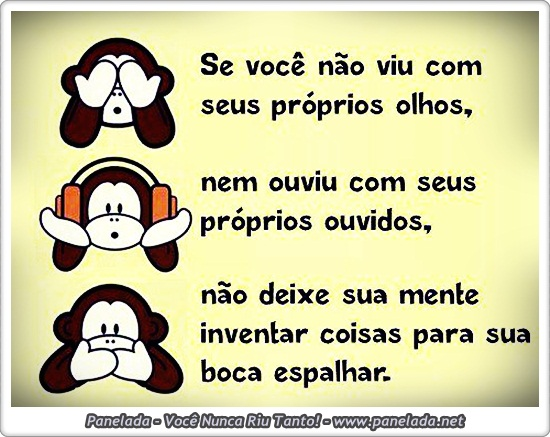 Se você não viu com
seus próprios olhos,
nem ouviu com seus
próprios ouvidos,
não deixe sua mente
inventar coisas para sua
boca espalhar.
Panelada - Você Nunca Riu Tanto! - www.panelada.net